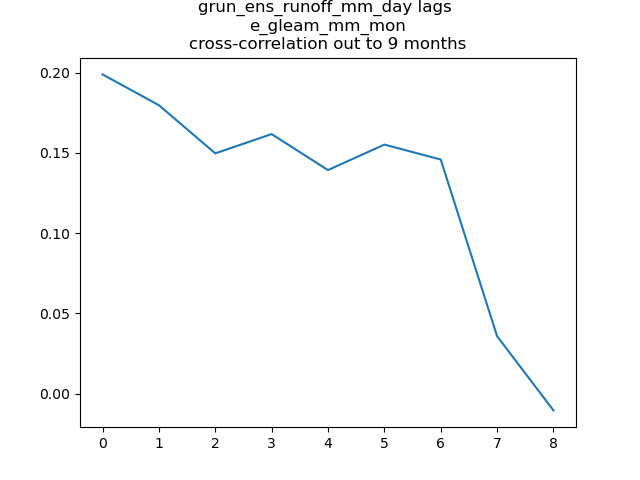 grun_ens_runoff_mm_day lags
e_gleam_mm_mon
cross-correlation out to 9 months
0.20
0.15
0.10
0.05
0.00
0 1 2 3 4 5 6 7 8